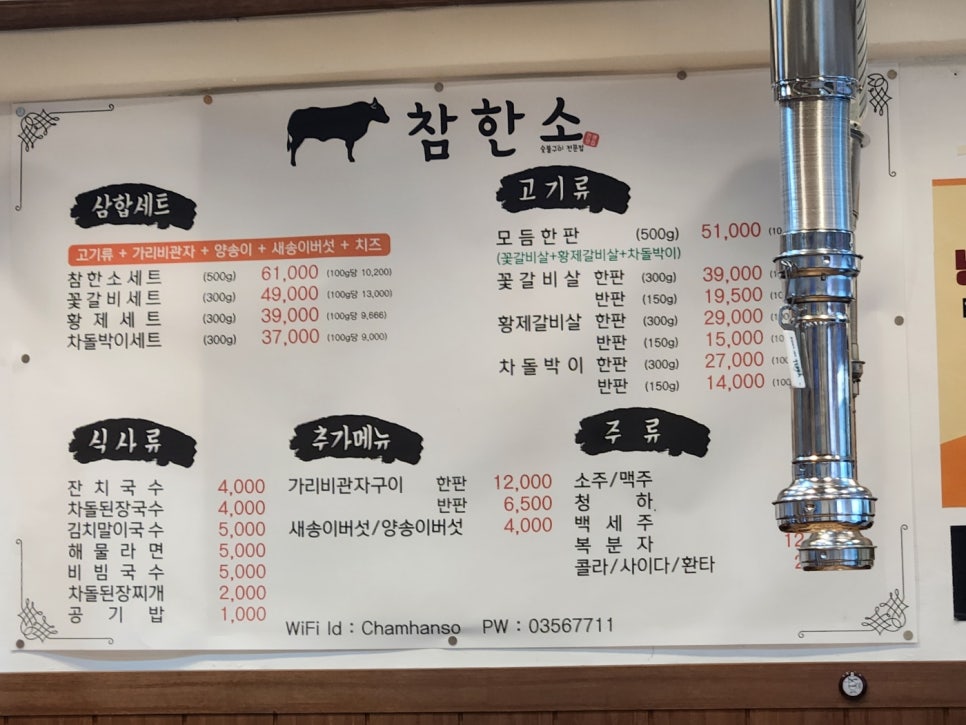 참한소
숯불구이 전문점
삼합세트
고기류 + 가리비관자 + 양송이 + 새송이버섯 + 치즈
참한소세트 (500g) 61,000 (100g당 10,200)
꽃갈비세트 (300g) 49,000 (100g당 13,000)
황제세트 (300g) 39,000 (100g당 9,666)
차돌박이세트 (300g) 37,000 (100g당 9,000)
고기류
모듬한판 (500g) 51,000 (10
(꽃갈비살+황제갈비살+차돌박이)
꽃갈비살 한판 (300g) 39,000 (10
반판 (150g) 19,500 (10
황제갈비살 한판 (300g) 29,000 (10
반판 (150g) 15,000 (10
차돌박이 한판 (300g) 27,000 (100
반판 (150g) 14,000 (100
식사류
잔치국수 4,000
차돌된장국수 4,000
김치말이국수 5,000
해물라면 5,000
비빔국수 5,000
차돌된장찌개 2,000
공기밥 1,000
추가메뉴
가리비관자구이 한판 12,000
반판 6,500
새송이버섯/양송이버섯 4,000
주류
소주/맥주
청하
백세주
복분자 12
콜라/사이다/환타 2
WiFi Id : Chamhanso PW : 03567711